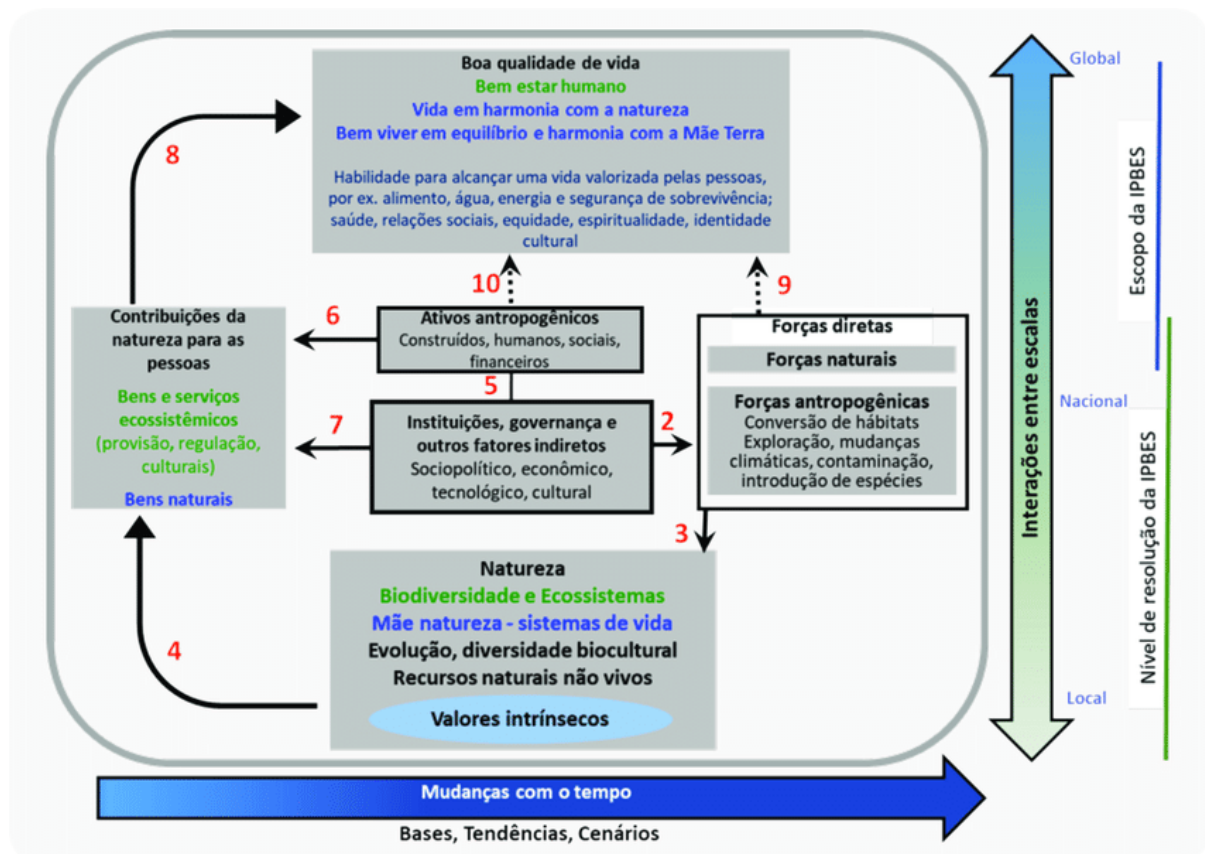 Boa qualidade de vida
Bem estar humano
Vida em harmonia com a natureza
Bem viver em equilíbrio e harmonia com a Mãe Terra
Habilidade para alcançar uma vida valorizada pelas pessoas,
por ex. alimento, água, energia e segurança de sobrevivência;
saúde, relações sociais, equidade, espiritualidade, identidade
cultural
8
10
9
Contribuições da
natureza para as
pessoas
Bens e serviços
ecossistêmicos
(provisão, regulação,
culturais)
Bens naturais
6
Ativos antropogênicos
Construídos, humanos, sociais,
financeiros
5
7
Instituições, governança e
outros fatores indiretos
Sociopolítico, econômico,
tecnológico, cultural
2
Forças diretas
Forças naturais
Forças antropogênicas
Conversão de hábitats
Exploração, mudanças
climáticas, contaminação,
introdução de espécies
3
4
Natureza
Biodiversidade e Ecossistemas
Mãe natureza - sistemas de vida
Evolução, diversidade biocultural
Recursos naturais não vivos
Valores intrínsecos
Mudanças com o tempo
Bases, Tendências, Cenários
Interações entre escalas
Global
Nacional
Local
Escopo da IPBES
Nível de resolução da IPBES